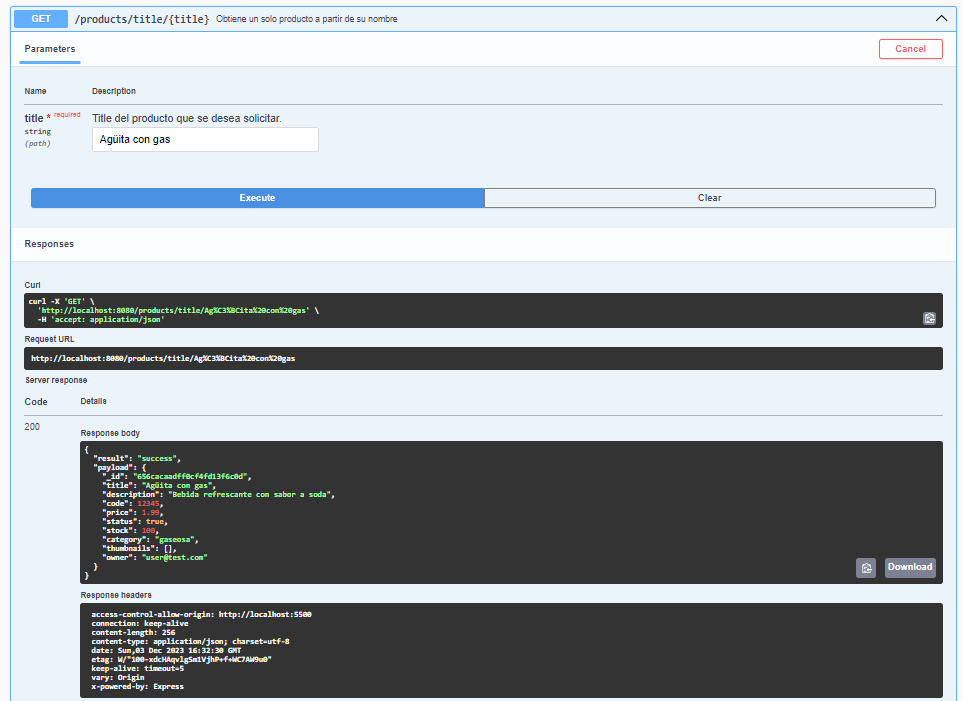 GET /products/title/{title} Obtiene un solo producto a partir de su nombre
Parameters
Cancel
Name Description
title * required Title del producto que se desea solicitar.
string
(path)
Agüita con gas
Execute Clear
Responses
Curl
curl -X 'GET' \
'http://localhost:8080/products/title/Ag%C3%BCita%20con%20gas' \
-H 'accept: application/json'
Request URL
http://localhost:8080/products/title/Ag%C3%BCita%20con%20gas
Server response
Code Details
200
Response body
{
"result": "success",
"payload": {
"_id": "656cacaadff0cf4fd13f6c0d",
"title": "Agüita con gas",
"description": "Bebida refrescante con sabor a soda",
"code": 12345,
"price": 1.99,
"status": true,
"stock": 100,
"category": "gaseosa",
"thumbnails": [],
"owner": "user@test.com"
}
}
Download
Response headers
access-control-allow-origin: http://localhost:5500
connection: keep-alive
content-length: 256
content-type: application/json; charset=utf-8
date: Sun,03 Dec 2023 16:32:30 GMT
etag: W/"100-xdcHAqvlgSm1VjhP+f+WC7AW9u0"
keep-alive: timeout=5
vary: Origin
x-powered-by: Express